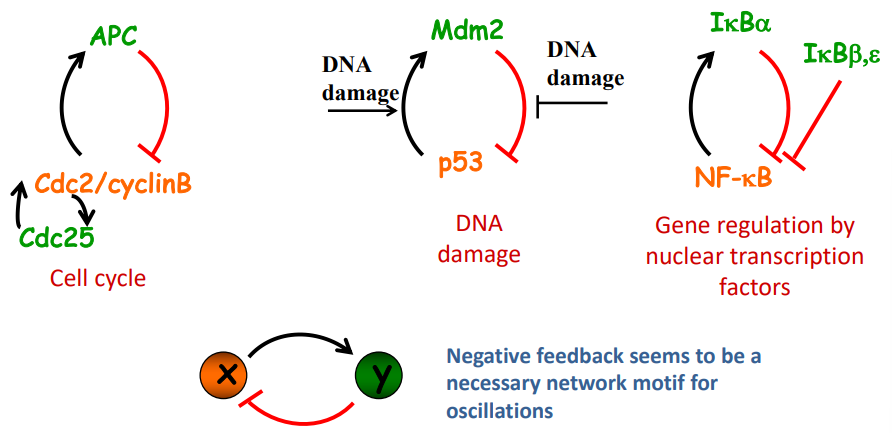 APC
Cdc2/cyclinB
Cdc25
Cell cycle
Mdm2
DNA
damage
DNA
damage
p53
DNA
damage
IκBα
IκBβ,ε
NF-κB
Gene regulation by
nuclear transcription
factors
x
y
Negative feedback seems to be a
necessary network motif for
oscillations